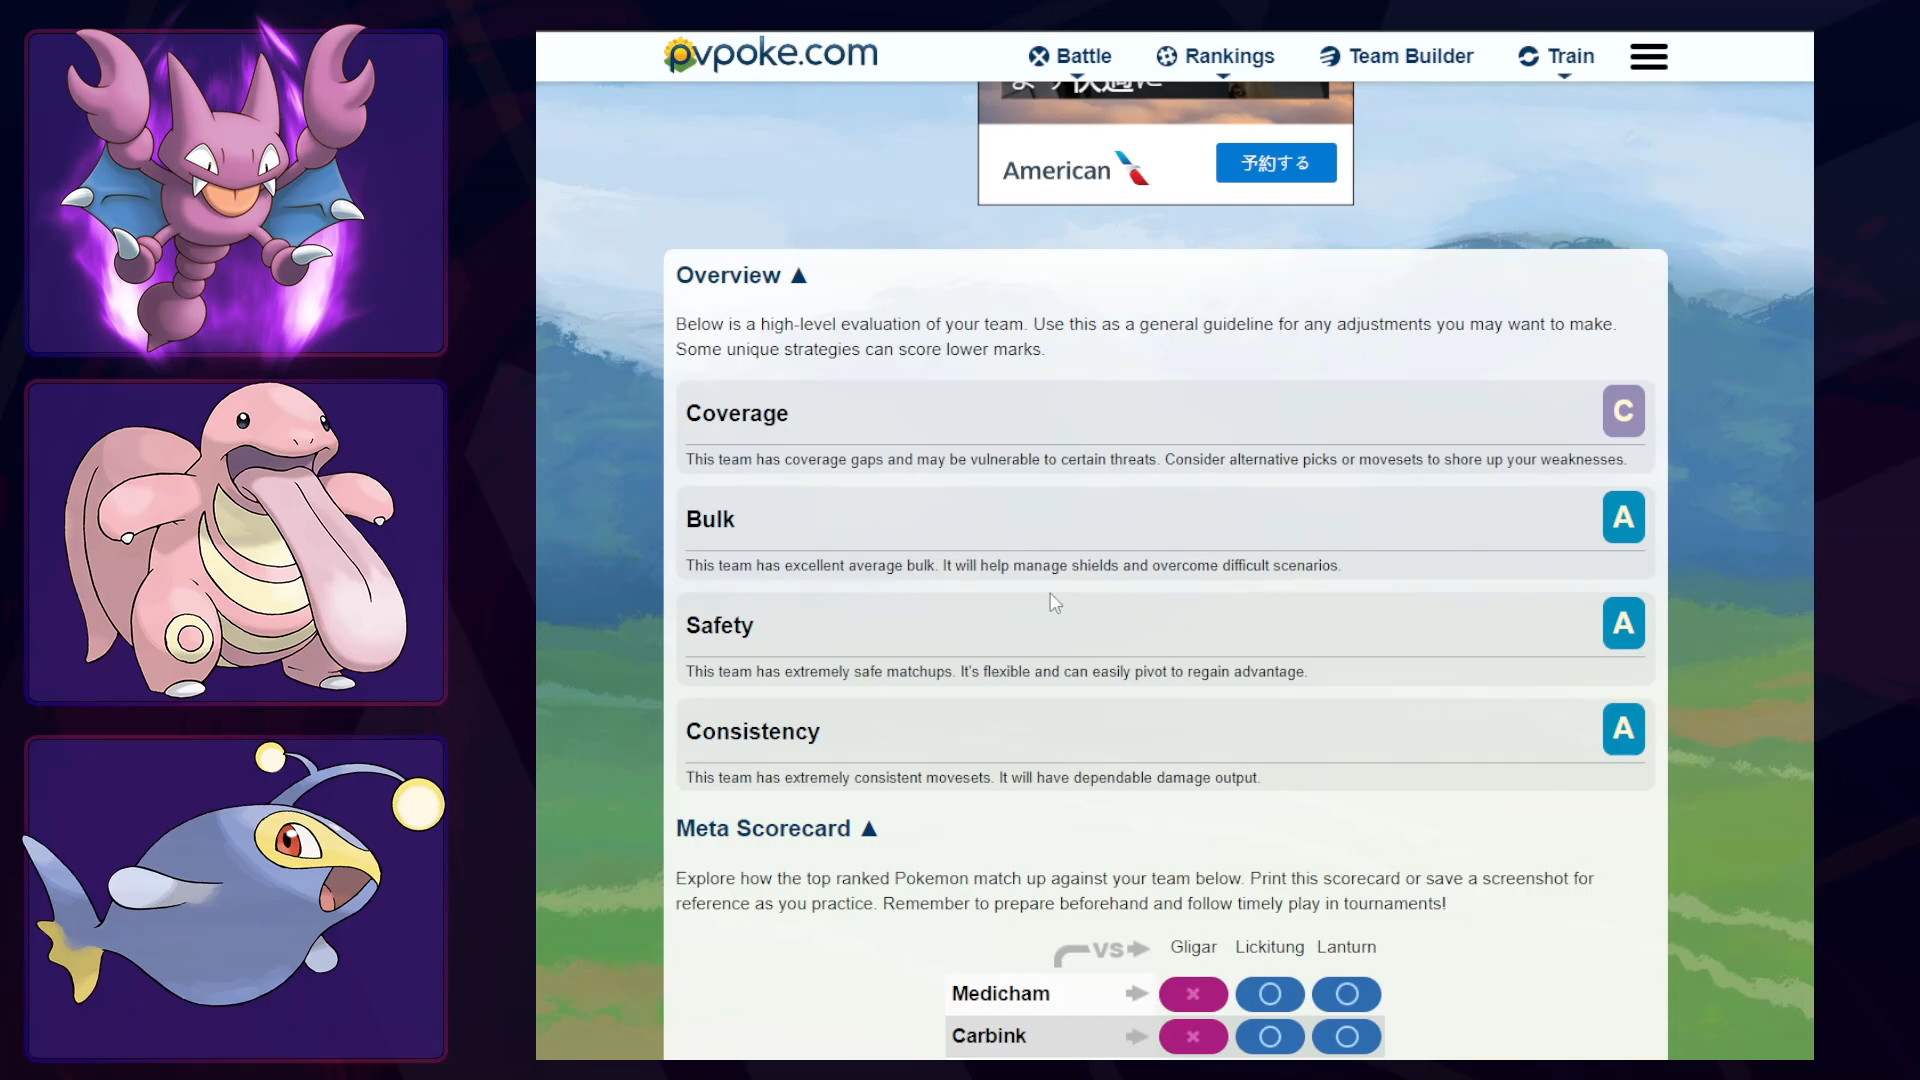 pvpoke.com
Battle
Rankings
Team Builder
Train
American
予約する
Overview ▲
Below is a high-level evaluation of your team. Use this as a general guideline for any adjustments you may want to make.
Some unique strategies can score lower marks.
Coverage
C
This team has coverage gaps and may be vulnerable to certain threats. Consider alternative picks or movesets to shore up your weaknesses.
Bulk
A
This team has excellent average bulk. It will help manage shields and overcome difficult scenarios.
Safety
A
This team has extremely safe matchups. It's flexible and can easily pivot to regain advantage.
Consistency
A
This team has extremely consistent movesets. It will have dependable damage output.
Meta Scorecard ▲
Explore how the top ranked Pokemon match up against your team below. Print this scorecard or save a screenshot for
reference as you practice. Remember to prepare beforehand and follow timely play in tournaments!
VS Gligar Lickitung Lanturn
Medicham
Carbink